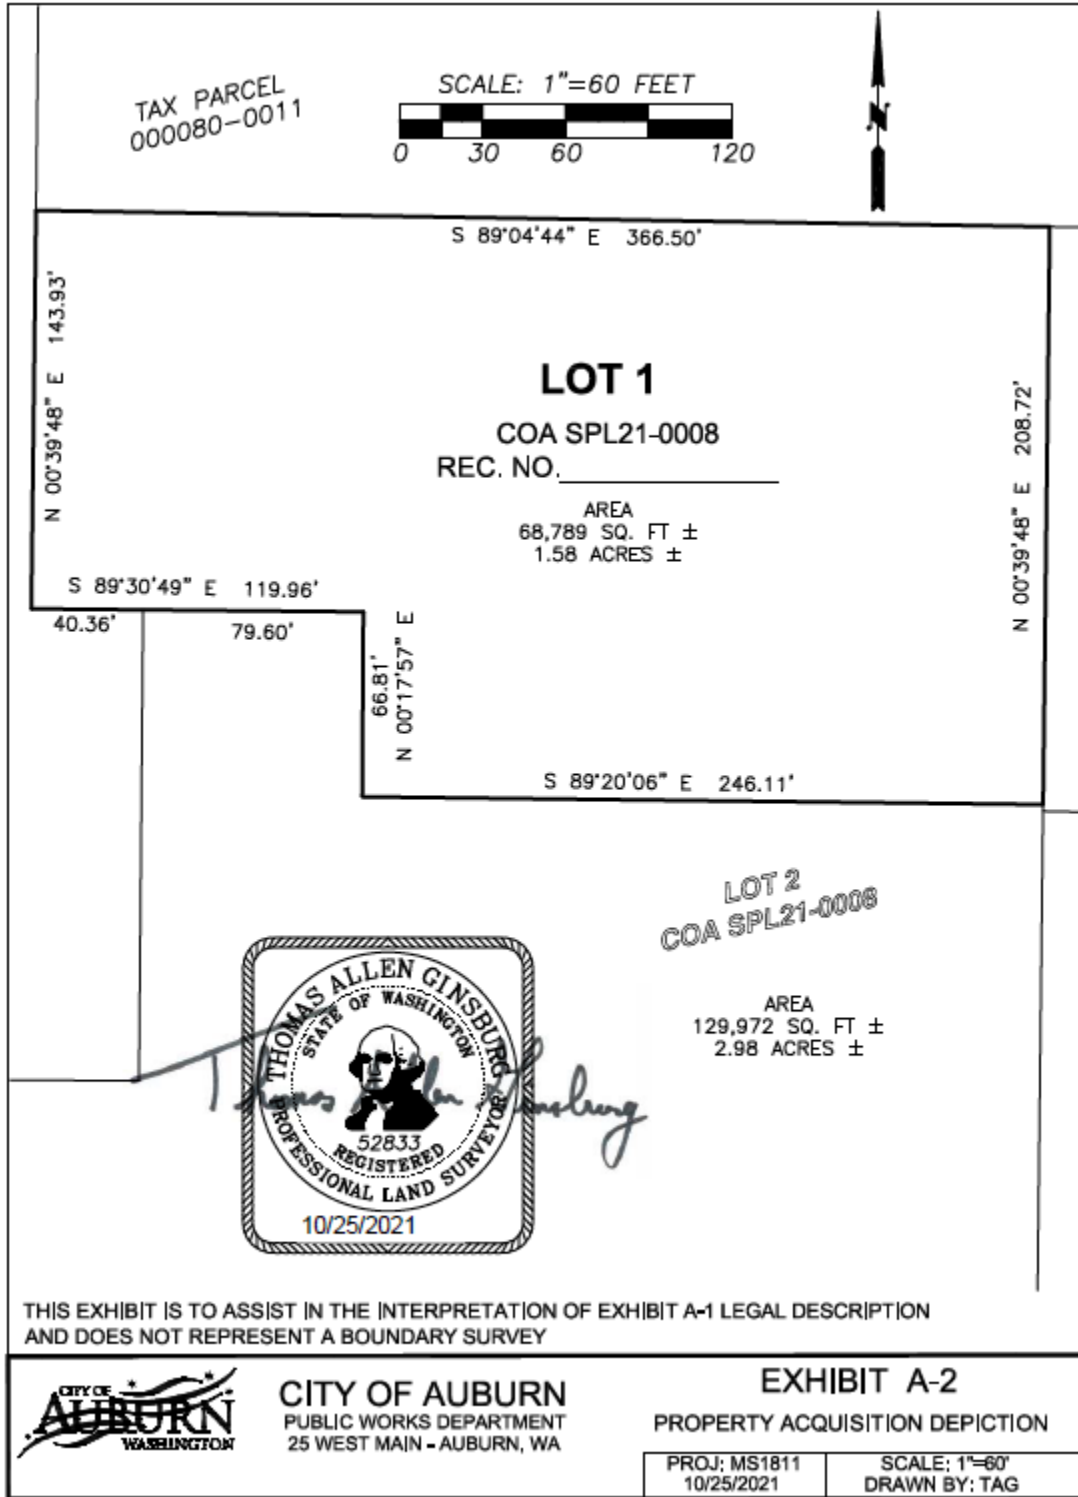 TAX PARCEL
000080-0011
SCALE: 1"=60 FEET
0 30 60 120
N
S 89°04'44" E 366.50'
N 00°39'48" E 143.93'
LOT 1
COA SPL21-0008
REC. NO.
AREA
68,789 SQ. FT ±
1.58 ACRES ±
N 00°39'48" E 208.72'
S 89°30'49" E 119.96'
40.36'
79.60'
66.81'
N 00°17'57" E
S 89°20'06" E 246.11'
LOT 2
COA SPL21-0008
AREA
129,972 SQ. FT ±
2.98 ACRES ±
THOMAS ALLEN GINSBURG
STATE OF WASHINGTON
Thomas Allen Ginsburg
52833
REGISTERED
PROFESSIONAL LAND SURVEYOR
10/25/2021
THIS EXHIBIT IS TO ASSIST IN THE INTERPRETATION OF EXHIBIT A-1 LEGAL DESCRIPTION
AND DOES NOT REPRESENT A BOUNDARY SURVEY
CITY OF
AUBURN
WASHINGTON
CITY OF AUBURN
PUBLIC WORKS DEPARTMENT
25 WEST MAIN - AUBURN, WA
EXHIBIT A-2
PROPERTY ACQUISITION DEPICTION
PROJ: MS1811
10/25/2021
SCALE: 1"=60'
DRAWN BY: TAG